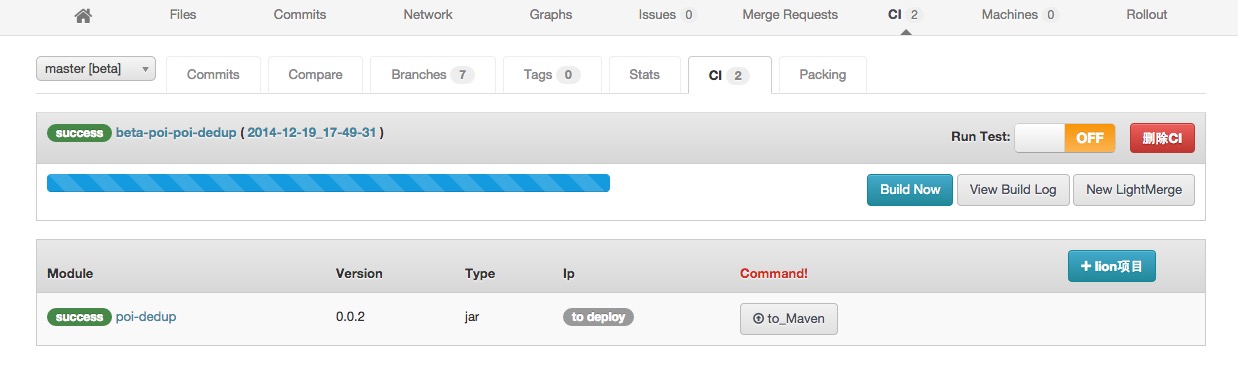 Files Commits Network Graphs Issues 0 Merge Requests CI 2 Machines 0 Rollout
master [beta] Commits Compare Branches 7 Tags 0 Stats CI 2 Packing
success beta-poi-poi-dedup ( 2014-12-19_17-49-31 ) Run Test: OFF 删除CI
Build Now View Build Log New LightMerge
Module Version Type Ip Command! + lion项目
success poi-dedup 0.0.2 jar to deploy to_Maven